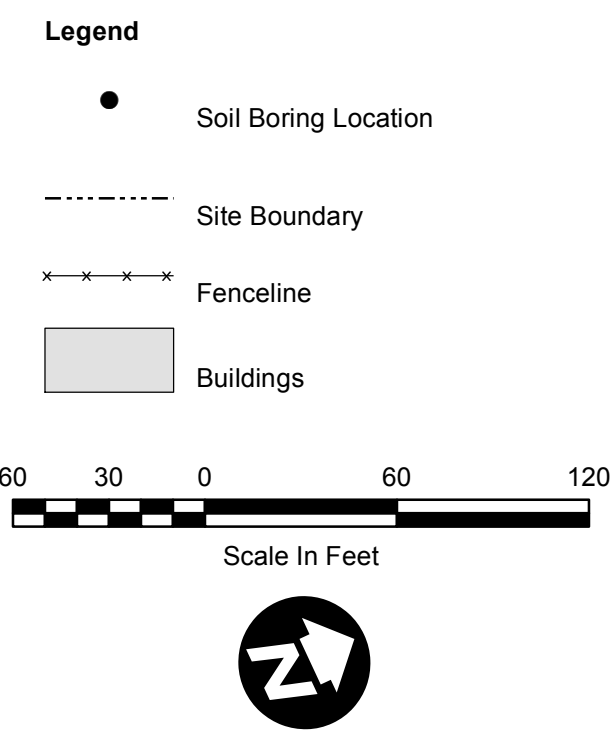 Legend
Soil Boring Location
Site Boundary
Fenceline
Buildings
60 30 0 60 120
Scale In Feet
N